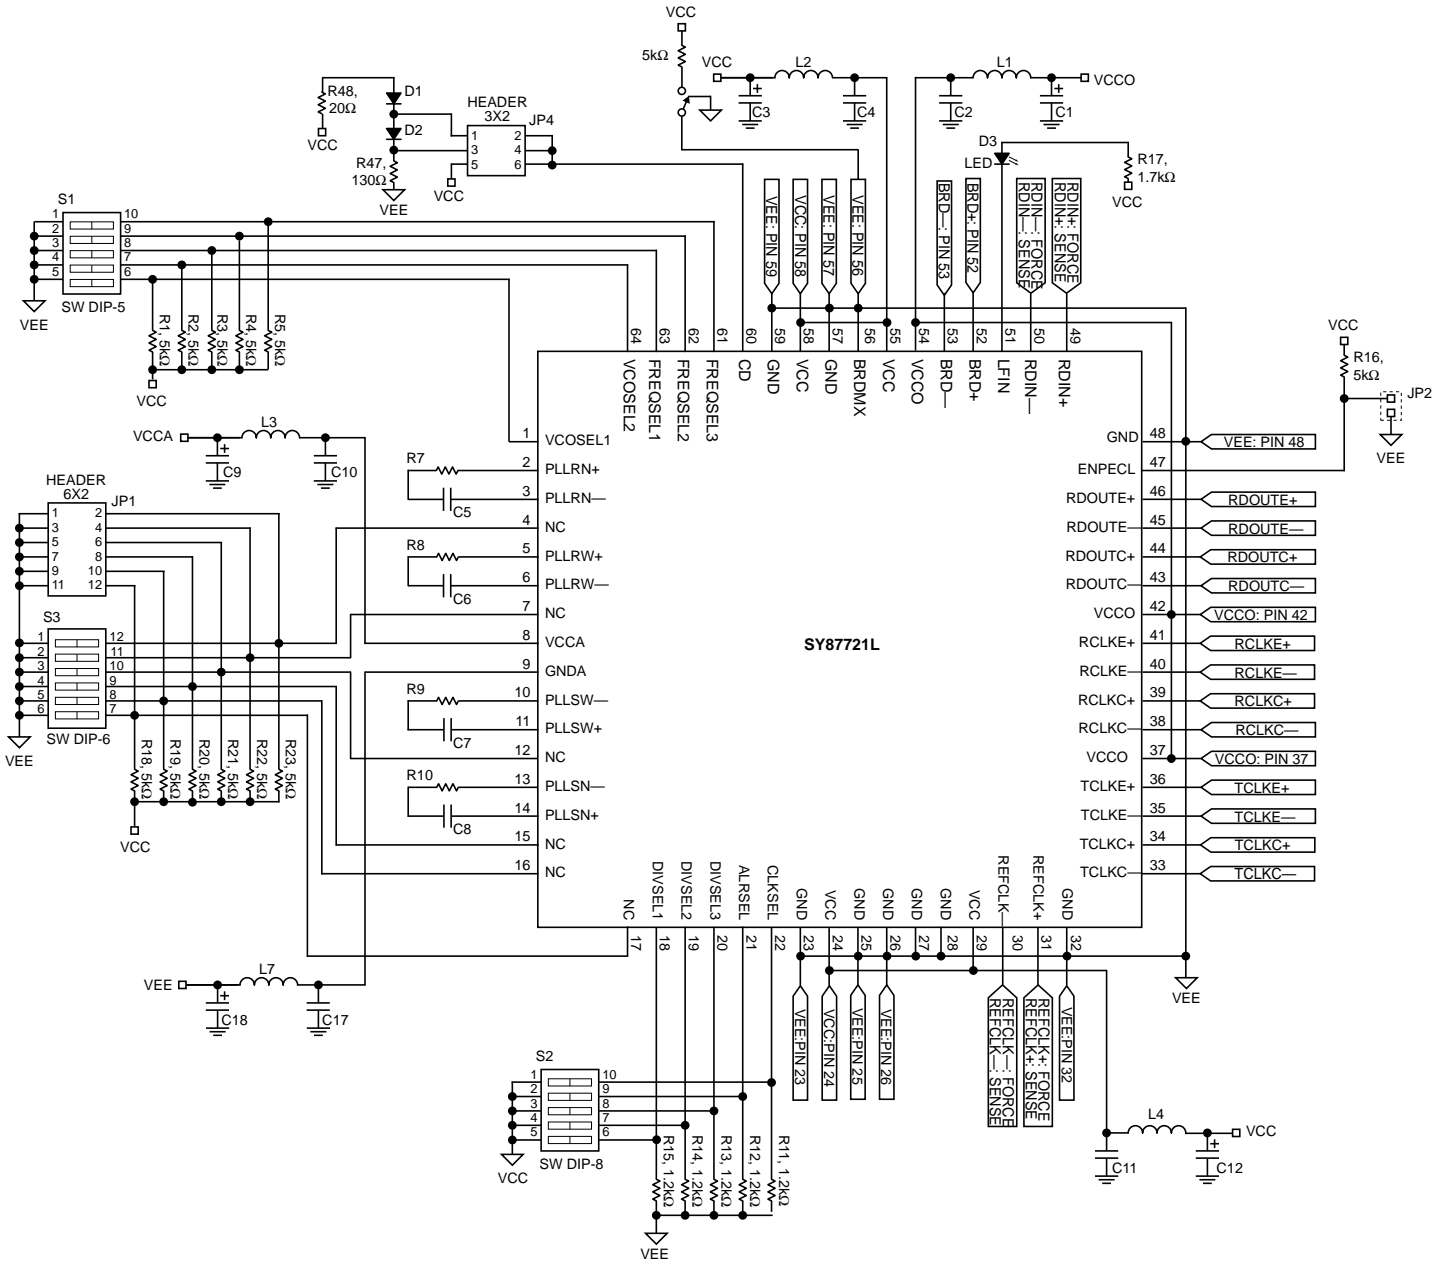 VCC
5kΩ
VCC
L2
C3
C4
L1
VCCO
C2
C1
R48,
20Ω
VCC
D1
D2
R47,
130Ω
VEE
HEADER
3X2
JP4
1 2
3 4
5 6
VCC
D3
LED
R17,
1.7kΩ
VCC
S1
1 10
2 9
3 8
4 7
5 6
SW DIP-5
VEE
R1, 5kΩ
R2, 5kΩ
R3, 5kΩ
R4, 5kΩ
R5, 5kΩ
VCC
VEE: PIN 59
VCC: PIN 58
VEE: PIN 57
VEE: PIN 56
BRD—: PIN 53
BRD+: PIN 52
RDIN—: FORCE
RDIN—: SENSE
RDIN+: FORCE
RDIN+: SENSE
64 VCOSEL2
63 FREQSEL1
62 FREQSEL2
61 FREQSEL3
60 CD
59 GND
58 VCC
57 GND
56 BRDMX
55 VCC
54 VCCO
53 BRD—
52 BRD+
51 LFIN
50 RDIN—
49 RDIN+
VCC
R16,
5kΩ
JP2
VEE
VCCA
L3
C9
C10
HEADER
6X2
JP1
1 2
3 4
5 6
7 8
9 10
11 12
S3
1 12
2 11
3 10
4 9
5 8
6 7
SW DIP-6
VEE
R18, 5kΩ
R19, 5kΩ
R20, 5kΩ
R21, 5kΩ
R22, 5kΩ
R23, 5kΩ
VCC
R7
C5
R8
C6
R9
C7
R10
C8
1 VCOSEL1
2 PLLRN+
3 PLLRN—
4 NC
5 PLLRW+
6 PLLRW—
7 NC
8 VCCA
9 GNDA
10 PLLSW—
11 PLLSW+
12 NC
13 PLLSN—
14 PLLSN+
15 NC
16 NC
SY87721L
GND 48 VEE: PIN 48
ENPECL 47
RDOUTE+ 46 RDOUTE+
RDOUTE— 45 RDOUTE—
RDOUTC+ 44 RDOUTC+
RDOUTC— 43 RDOUTC—
VCCO 42 VCCO: PIN 42
RCLKE+ 41 RCLKE+
RCLKE— 40 RCLKE—
RCLKC+ 39 RCLKC+
RCLKC— 38 RCLKC—
VCCO 37 VCCO: PIN 37
TCLKE+ 36 TCLKE+
TCLKE— 35 TCLKE—
TCLKC+ 34 TCLKC+
TCLKC— 33 TCLKC—
NC 17
DIVSEL1 18
DIVSEL2 19
DIVSEL3 20
ALRSEL 21
CLKSEL 22
GND 23
VCC 24
GND 25
GND 26
GND 27
GND 28
VCC 29
REFCLK— 30
REFCLK+ 31
GND 32
VEE
VEE
L7
C18
C17
VEE:PIN 23
VCC:PIN 24
VEE:PIN 25
VEE:PIN 26
REFCLK—: FORCE
REFCLK—: SENSE
REFCLK+: FORCE
REFCLK+: SENSE
VEE:PIN 32
S2
1 10
2 9
3 8
4 7
5 6
SW DIP-8
VCC
R15, 1.2kΩ
R14, 1.2kΩ
R13, 1.2kΩ
R12, 1.2kΩ
R11, 1.2kΩ
VEE
L4
VCC
C11
C12